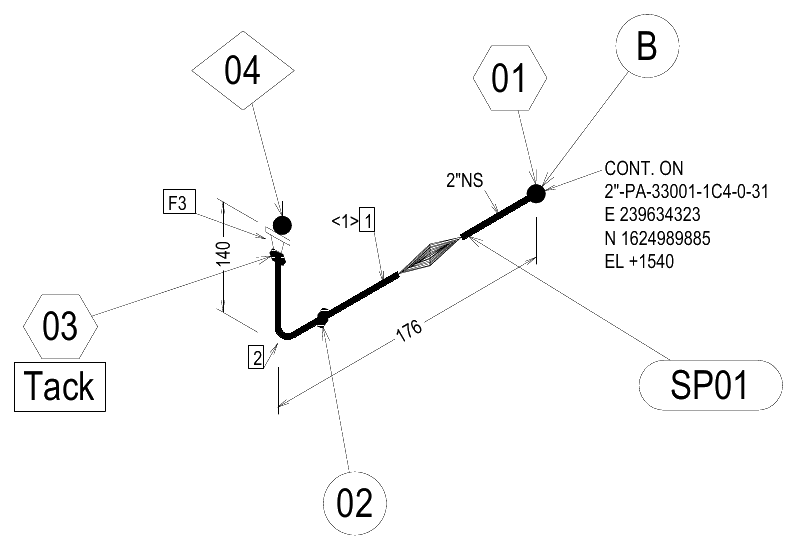 04
01
B
2"NS
CONT. ON
2"-PA-33001-1C4-0-31
E 239634323
N 1624989885
EL +1540
F3
<1>
1
140
03
Tack
2
176
SP01
02